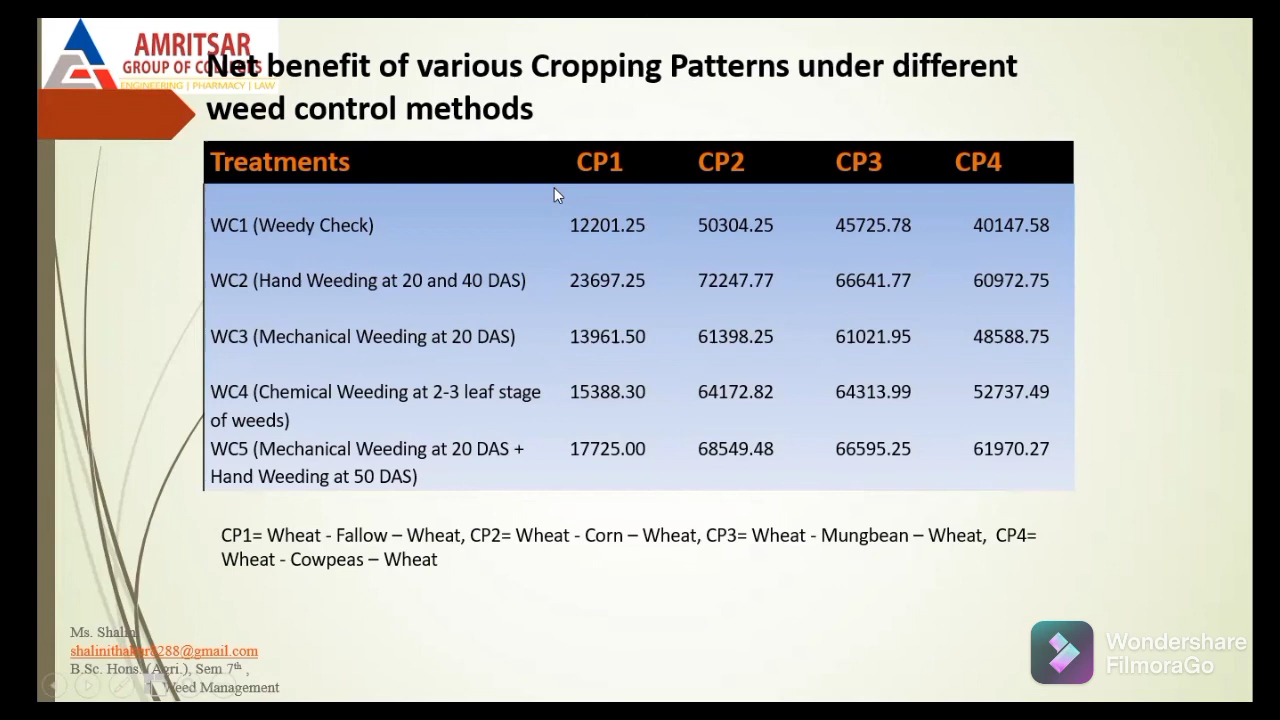 AMRITSAR
GROUP OF COLLEGES
ENGINEERING | PHARMACY | LAW
Net benefit of various Cropping Patterns under different
weed control methods
Treatments CP1 CP2 CP3 CP4
WC1 (Weedy Check) 12201.25 50304.25 45725.78 40147.58
WC2 (Hand Weeding at 20 and 40 DAS) 23697.25 72247.77 66641.77 60972.75
WC3 (Mechanical Weeding at 20 DAS) 13961.50 61398.25 61021.95 48588.75
WC4 (Chemical Weeding at 2-3 leaf stage 15388.30 64172.82 64313.99 52737.49
of weeds)
WC5 (Mechanical Weeding at 20 DAS + 17725.00 68549.48 66595.25 61970.27
Hand Weeding at 50 DAS)
CP1= Wheat - Fallow – Wheat, CP2= Wheat - Corn – Wheat, CP3= Wheat - Mungbean – Wheat, CP4=
Wheat - Cowpeas – Wheat
Ms. Shalini
B.Sc. Hons. (Agri.), Sem 7th ,
Weed Management
Wondershare
FilmoraGo